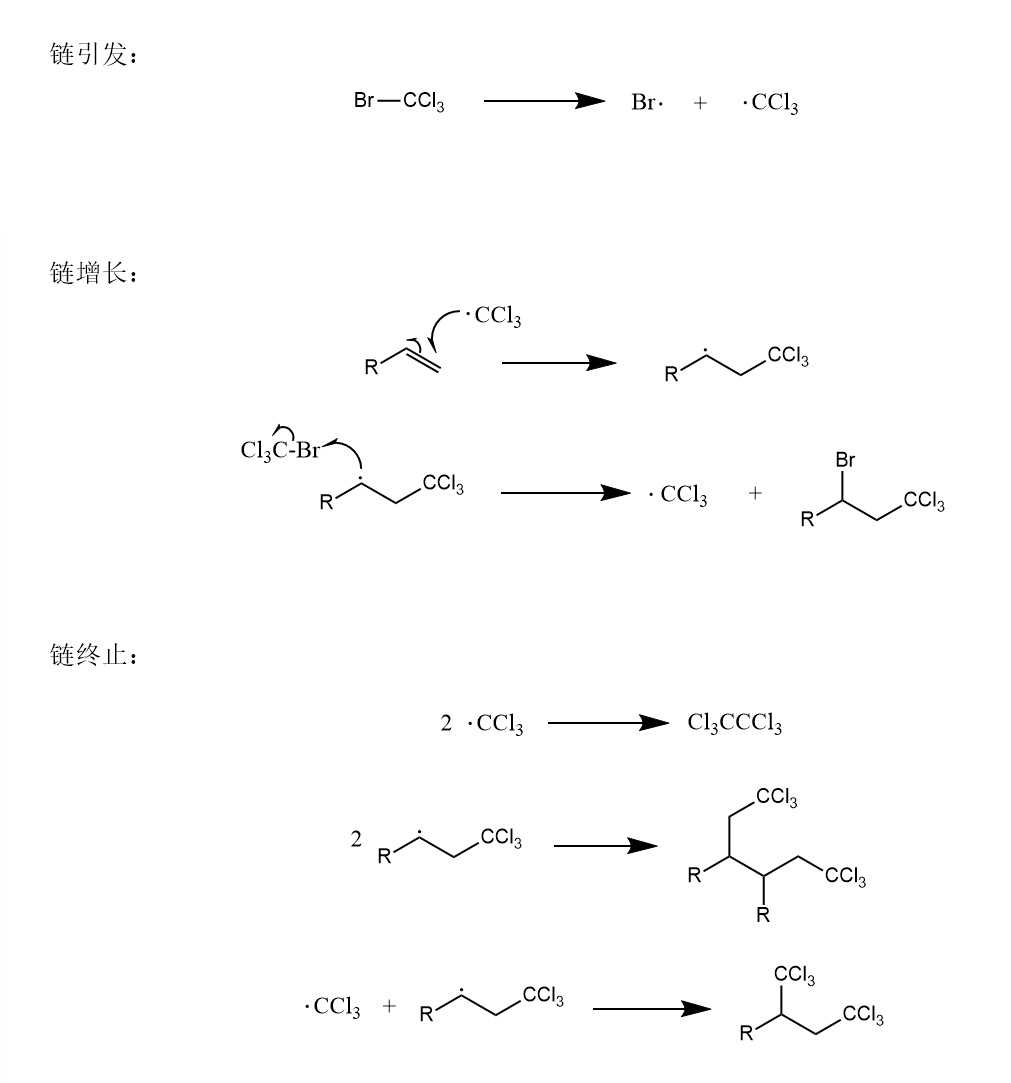 链引发：
Br—CCl₃ Br· + ·CCl₃
链增长：
·CCl₃
R R CCl₃
Cl₃C-Br
R CCl₃ ·CCl₃ + Br R CCl₃
链终止：
2 ·CCl₃ Cl₃CCCl₃
2 R CCl₃ CCl₃ R CCl₃ R
·CCl₃ + R CCl₃ CCl₃ R CCl₃